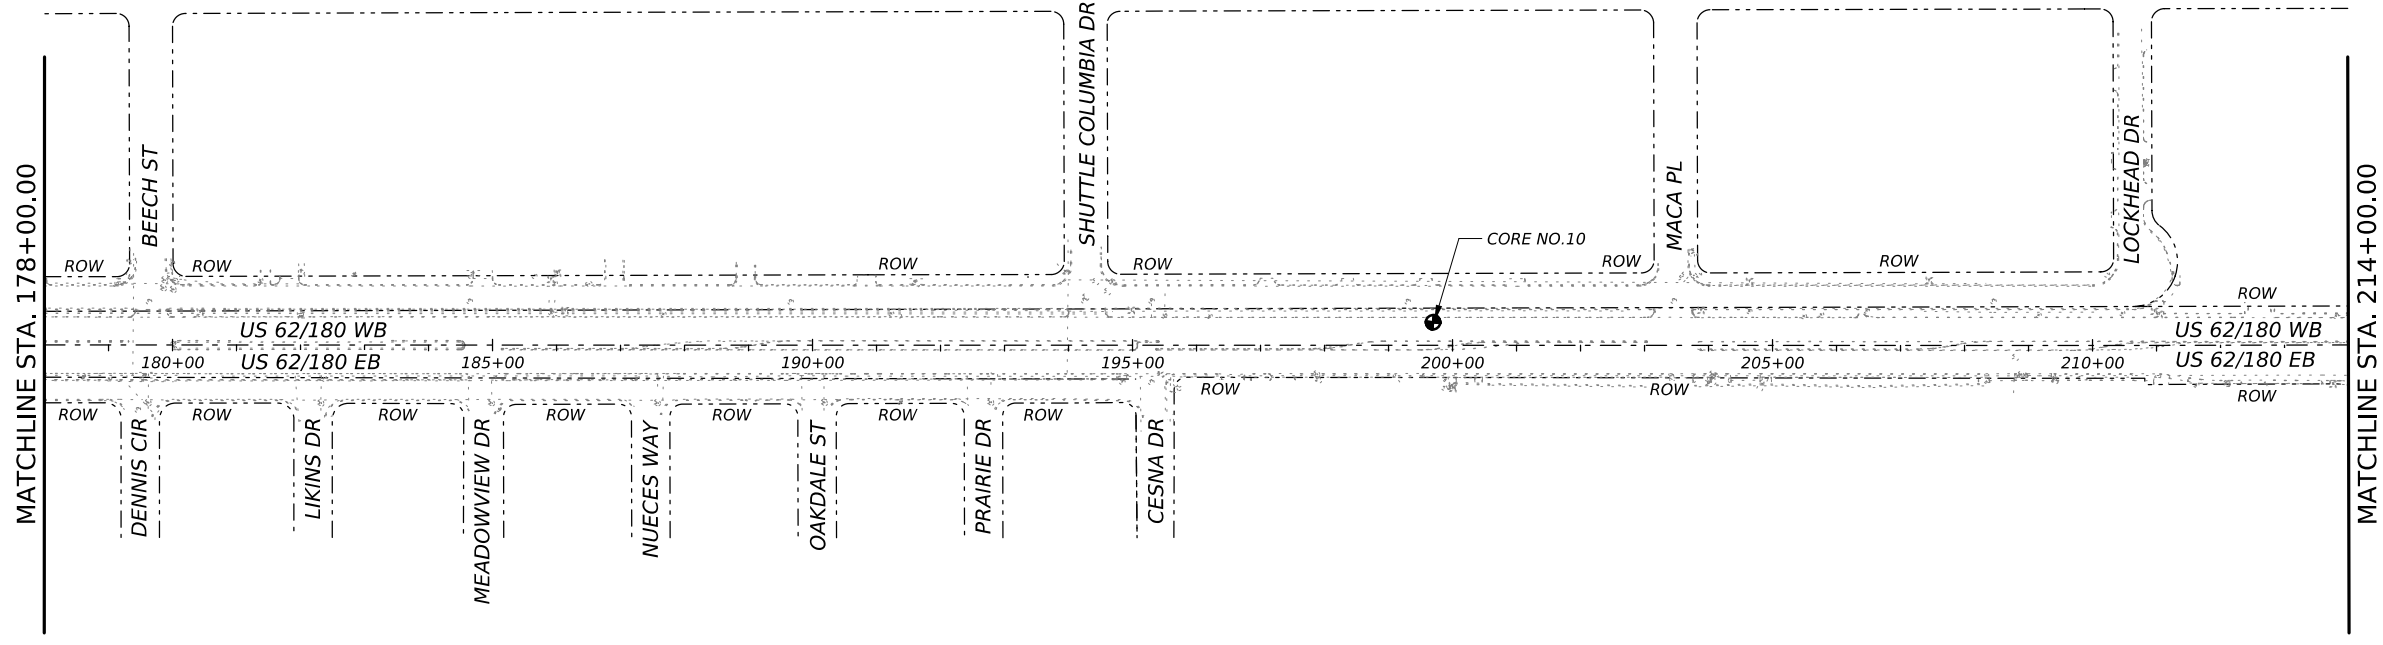 MATCHLINE STA. 178+00.00
BEECH ST
SHUTTLE COLUMBIA DR
MACA PL
LOCKHEAD DR
MATCHLINE STA. 214+00.00
CORE NO.10
ROW
ROW
ROW
ROW
ROW
ROW
ROW
US 62/180 WB
US 62/180 WB
US 62/180 EB
US 62/180 EB
180+00
185+00
190+00
195+00
200+00
205+00
210+00
ROW
ROW
ROW
ROW
ROW
ROW
ROW
ROW
ROW
ROW
DENNIS CIR
LIKINS DR
MEADOWVIEW DR
NUECES WAY
OAKDALE ST
PRAIRIE DR
CESNA DR